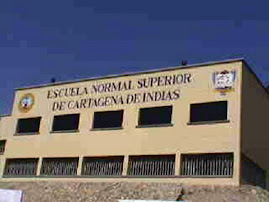 ESCUELA NORMAL SUPERIOR
DE CARTAGENA DE INDIAS